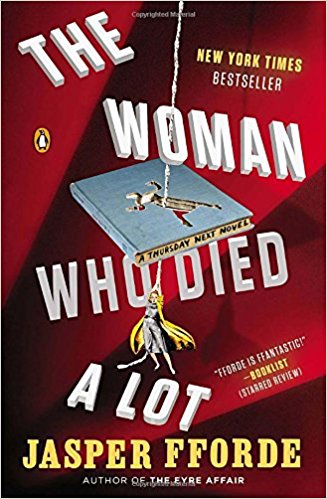 THE
NEW YORK TIMES
BESTSELLER
WOMAN
A THURSDAY NEXT NOVEL
WHO DIED
"FFORDE IS FANTASTIC!"
—BOOKLIST
(STARRED REVIEW)
A LOT
JASPER FFORDE
AUTHOR OF THE EYRE AFFAIR